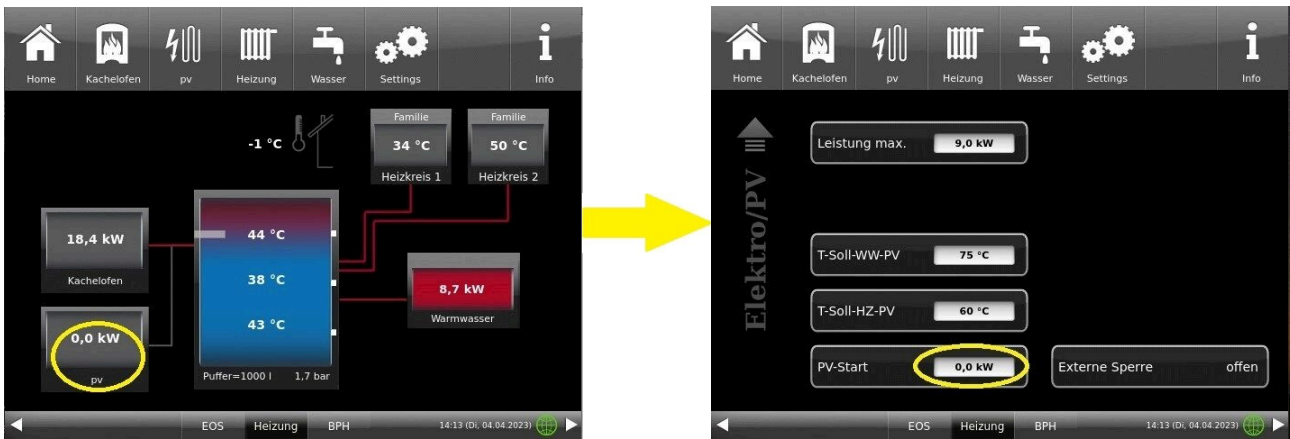 Home Kachelofen pv Heizung Wasser Settings Info
-1 °C
Familie
34 °C
Heizkreis 1
Familie
50 °C
Heizkreis 2
18,4 kW
Kachelofen
0,0 kW
pv
44 °C
38 °C
43 °C
Puffer=1000 l 1,7 bar
8,7 kW
Warmwasser
EOS Heizung BPH 14:13 (Di, 04.04.2023)
Home Kachelofen pv Heizung Wasser Settings Info
Elektro/PV
Leistung max. 9,0 kW
T-Soll-WW-PV 75 °C
T-Soll-HZ-PV 60 °C
PV-Start 0,0 kW
Externe Sperre offen
EOS Heizung BPH 14:13 (Di, 04.04.2023)